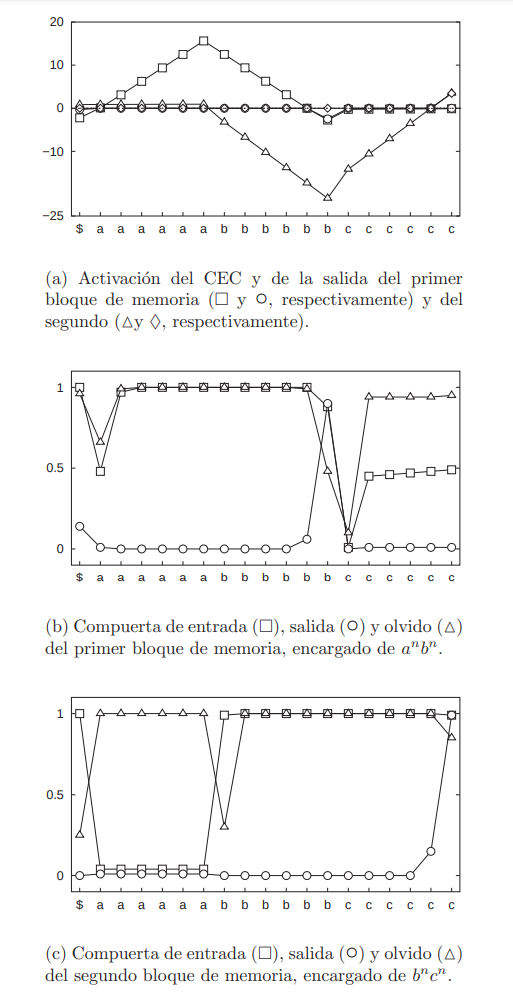 20
10
0
−10
−25
$ a a a a a a b b b b b b c c c c c c
(a) Activación del CEC y de la salida del primer
bloque de memoria (□ y ○, respectivamente) y del
segundo (△y ◇, respectivamente).
1
0.5
0
$ a a a a a a b b b b b b c c c c c c
(b) Compuerta de entrada (□), salida (○) y olvido (△)
del primer bloque de memoria, encargado de aⁿbⁿ.
1
0.5
0
$ a a a a a a b b b b b b c c c c c c
(c) Compuerta de entrada (□), salida (○) y olvido (△)
del segundo bloque de memoria, encargado de bⁿcⁿ.